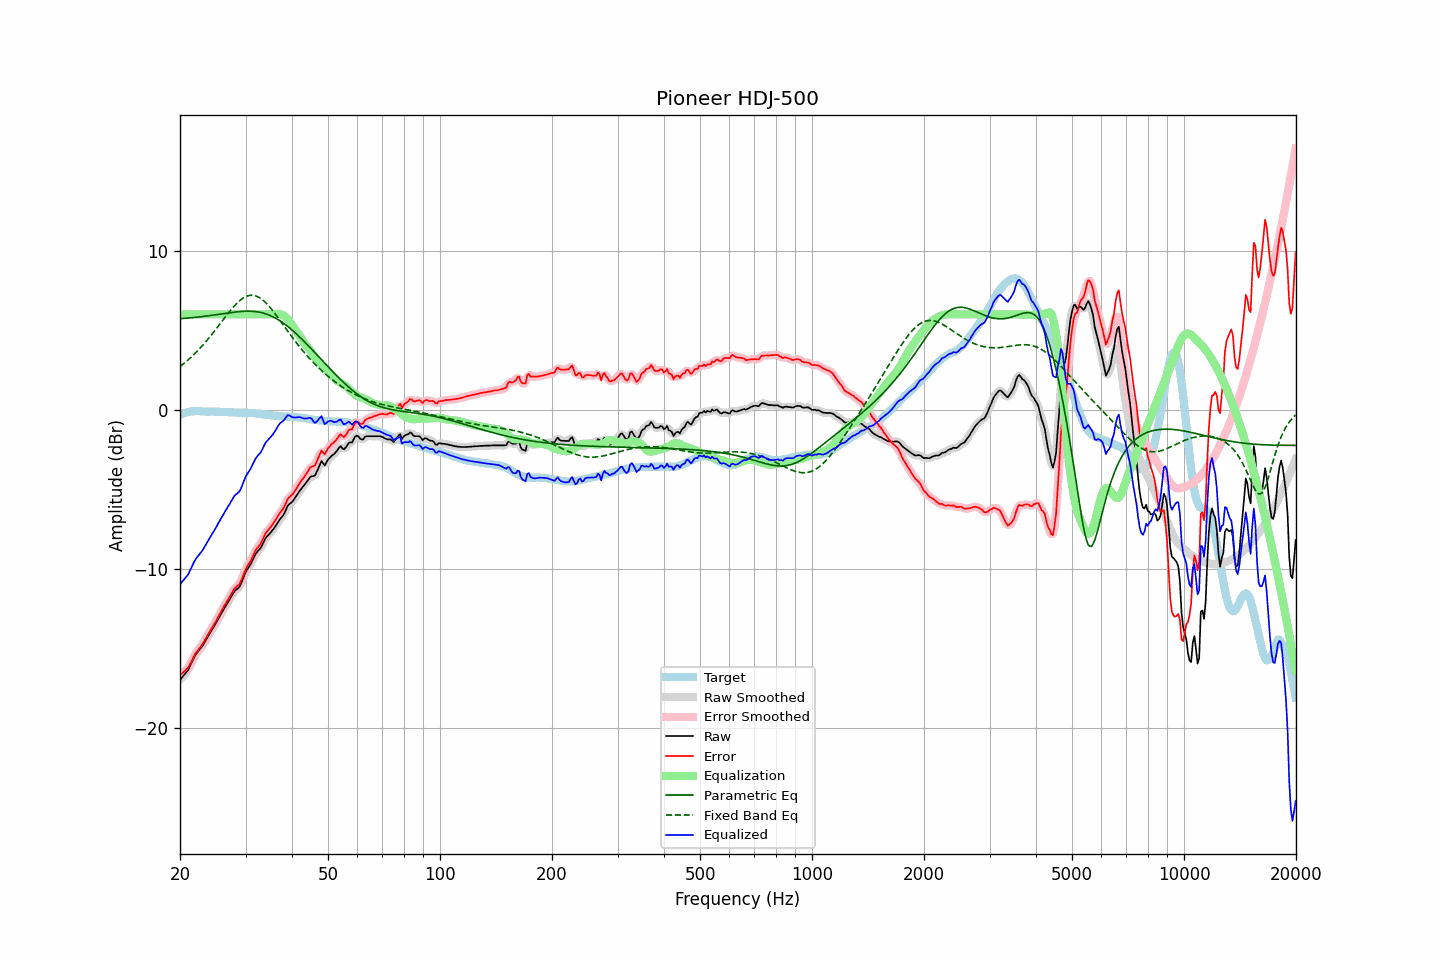 Pioneer HDJ-500
Amplitude (dBr)
10
0
−10
−20
Target
Raw Smoothed
Error Smoothed
Raw
Error
Equalization
Parametric Eq
Fixed Band Eq
Equalized
20
50
100
200
500
1000
2000
5000
10000
20000
Frequency (Hz)